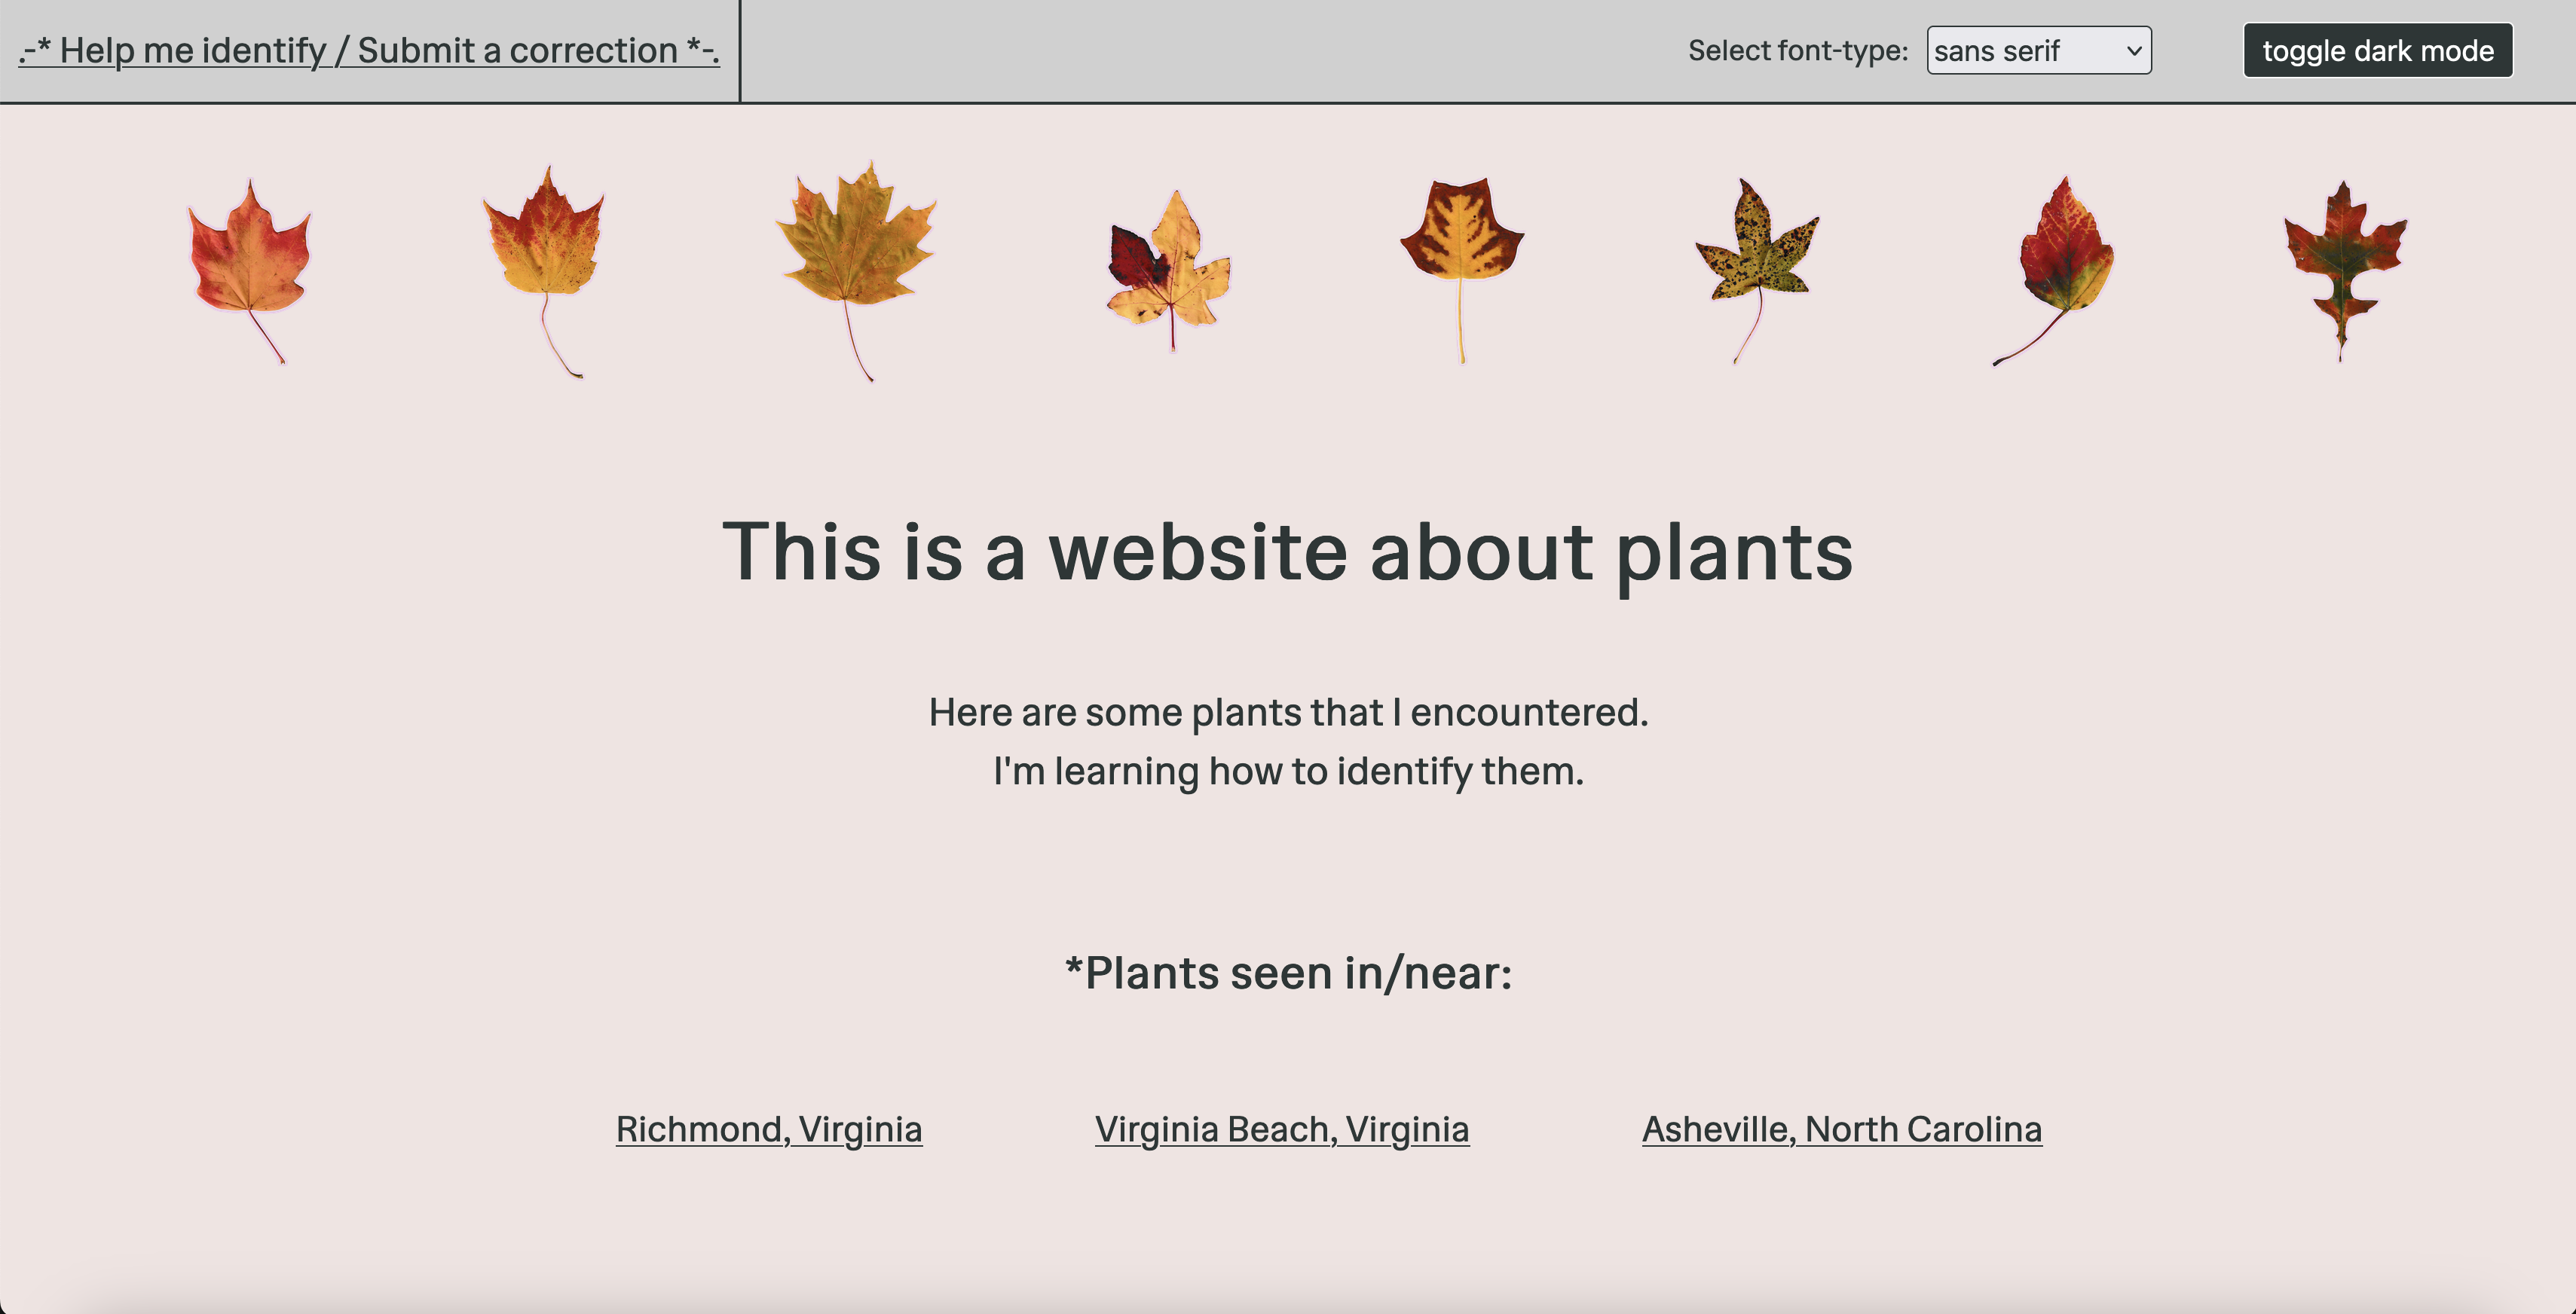 .-* Help me identify / Submit a correction *-.
Select font-type:
sans serif
toggle dark mode
This is a website about plants
Here are some plants that I encountered.
I'm learning how to identify them.
*Plants seen in/near:
Richmond, Virginia
Virginia Beach, Virginia
Asheville, North Carolina